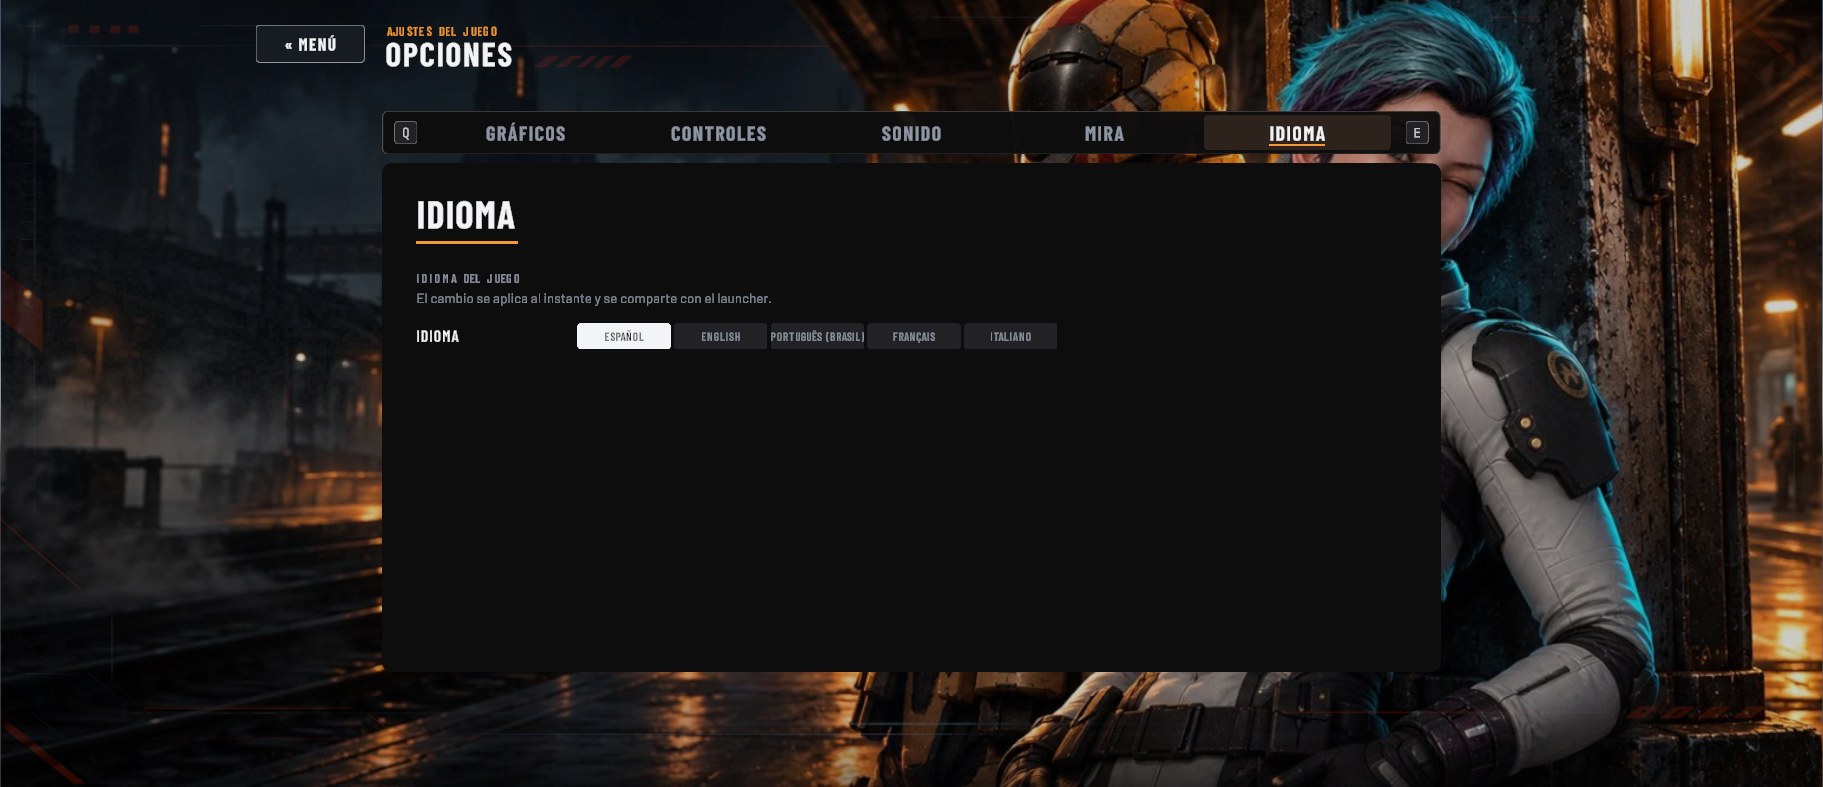 « MENÚ
AJUSTES DEL JUEGO
OPCIONES
Q GRÁFICOS CONTROLES SONIDO MIRA IDIOMA E
IDIOMA
IDIOMA DEL JUEGO
El cambio se aplica al instante y se comparte con el launcher.
IDIOMA ESPAÑOL ENGLISH PORTUGUÊS (BRASIL) FRANÇAIS ITALIANO